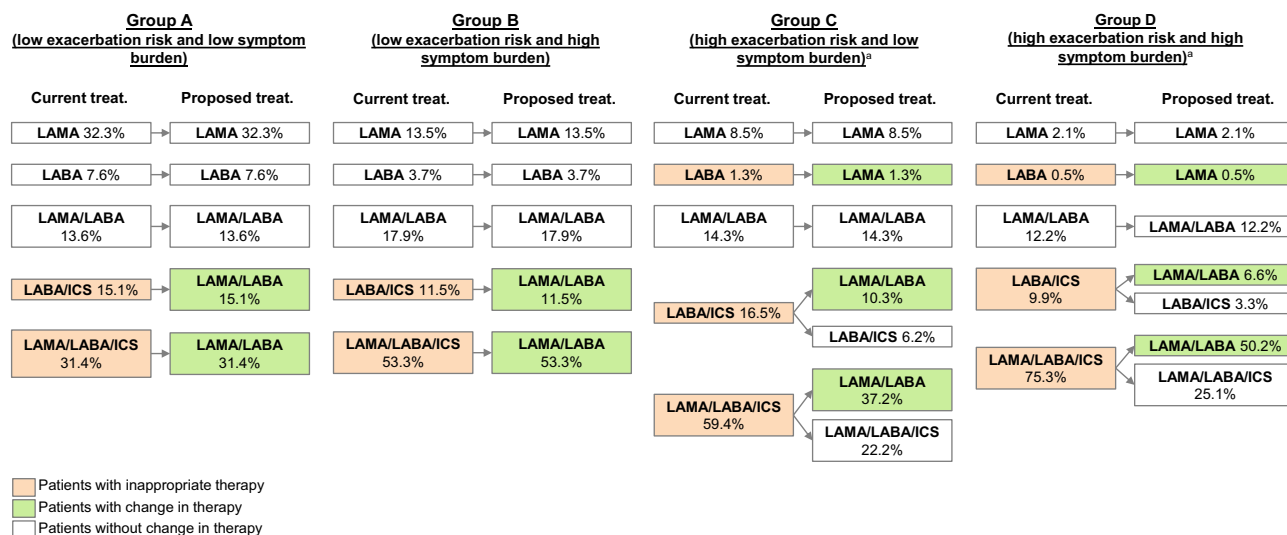 Group A
(low exacerbation risk and low symptom
burden)
Current treat.
Proposed treat.
LAMA 32.3%
LAMA 32.3%
LABA 7.6%
LABA 7.6%
LAMA/LABA
13.6%
LAMA/LABA
13.6%
LABA/ICS 15.1%
LAMA/LABA
15.1%
LAMA/LABA/ICS
31.4%
LAMA/LABA
31.4%
Group B
(low exacerbation risk and high
symptom burden)
Current treat.
Proposed treat.
LAMA 13.5%
LAMA 13.5%
LABA 3.7%
LABA 3.7%
LAMA/LABA
17.9%
LAMA/LABA
17.9%
LABA/ICS 11.5%
LAMA/LABA
11.5%
LAMA/LABA/ICS
53.3%
LAMA/LABA
53.3%
Group C
(high exacerbation risk and low
symptom burden)ᵃ
Current treat.
Proposed treat.
LAMA 8.5%
LAMA 8.5%
LABA 1.3%
LAMA 1.3%
LAMA/LABA
14.3%
LAMA/LABA
14.3%
LABA/ICS 16.5%
LAMA/LABA
10.3%
LABA/ICS 6.2%
LAMA/LABA/ICS
59.4%
LAMA/LABA
37.2%
LAMA/LABA/ICS
22.2%
Group D
(high exacerbation risk and high
symptom burden)ᵃ
Current treat.
Proposed treat.
LAMA 2.1%
LAMA 2.1%
LABA 0.5%
LAMA 0.5%
LAMA/LABA
12.2%
LAMA/LABA 12.2%
LABA/ICS
9.9%
LAMA/LABA 6.6%
LABA/ICS 3.3%
LAMA/LABA/ICS
75.3%
LAMA/LABA 50.2%
LAMA/LABA/ICS
25.1%
Patients with inappropriate therapy
Patients with change in therapy
Patients without change in therapy